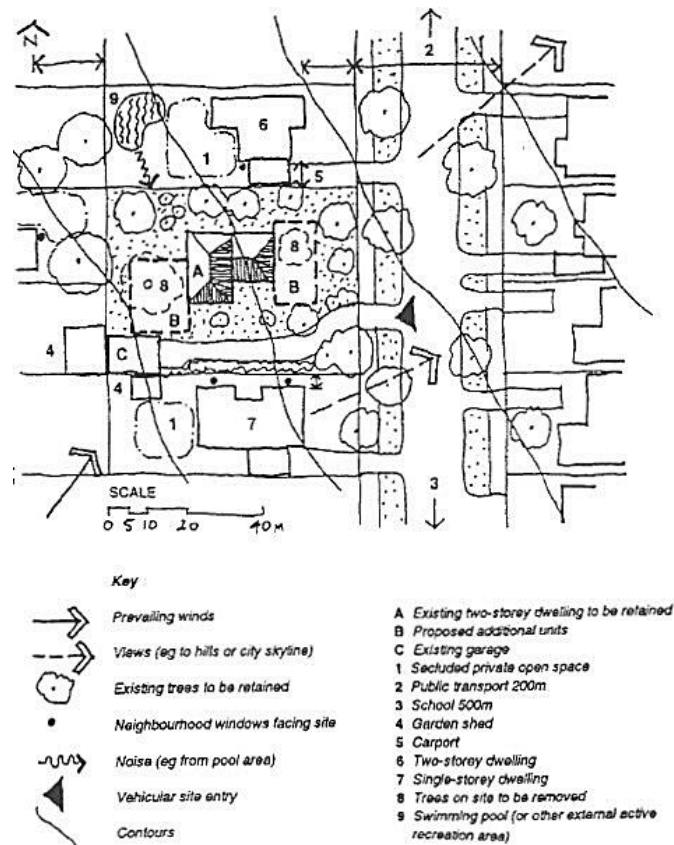 N
2
9
6
1
5
A
8
8
B
B
4
C
4
1
7
3
SCALE
0 5 10 20 40 M
Key
Prevailing winds
Views (eg to hills or city skyline)
Existing trees to be retained
Neighbourhood windows facing site
Noise (eg from pool area)
Vehicular site entry
Contours
A Existing two-storey dwelling to be retained
B Proposed additional units
C Existing garage
1 Secluded private open space
2 Public transport 200m
3 School 500m
4 Garden shed
5 Carport
6 Two-storey dwelling
7 Single-storey dwelling
8 Trees on site to be removed
9 Swimming pool (or other external active
recreation area)